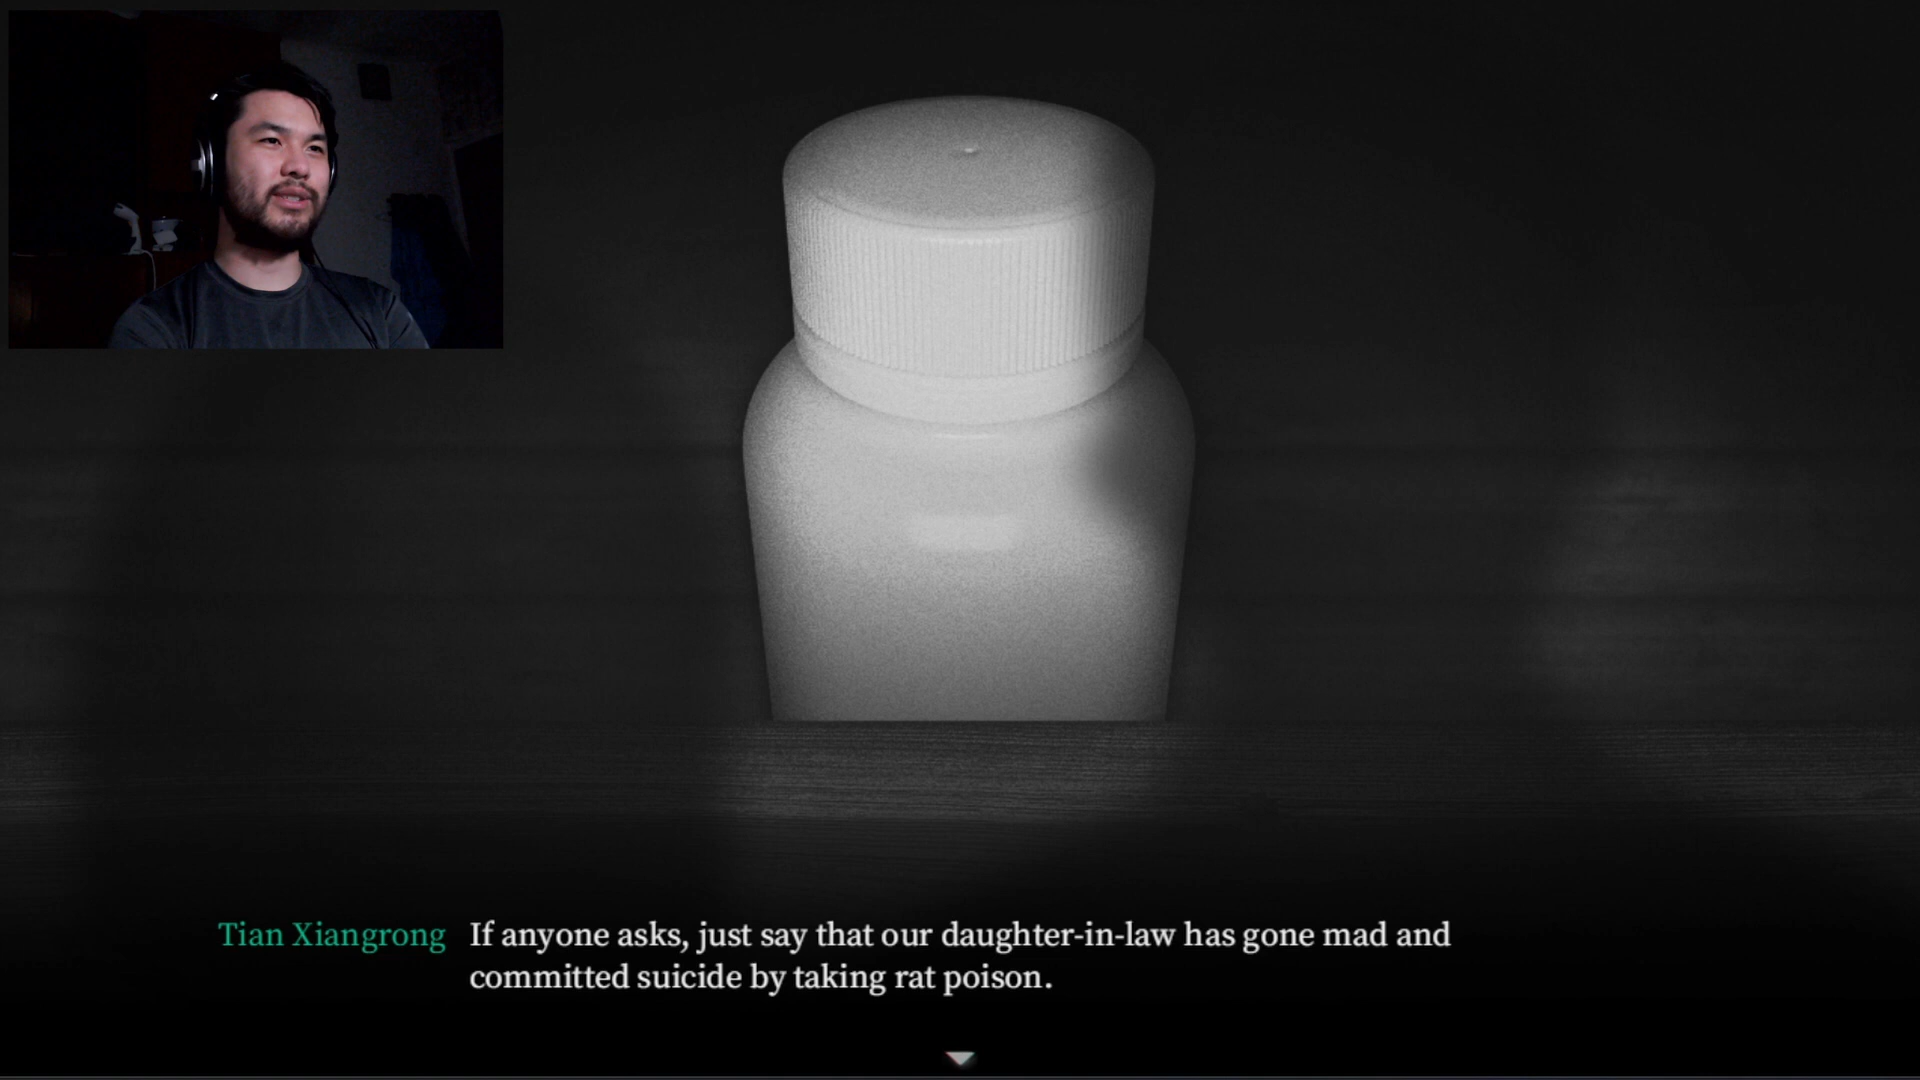 Tian Xiangrong If anyone asks, just say that our daughter-in-law has gone mad and
committed suicide by taking rat poison.